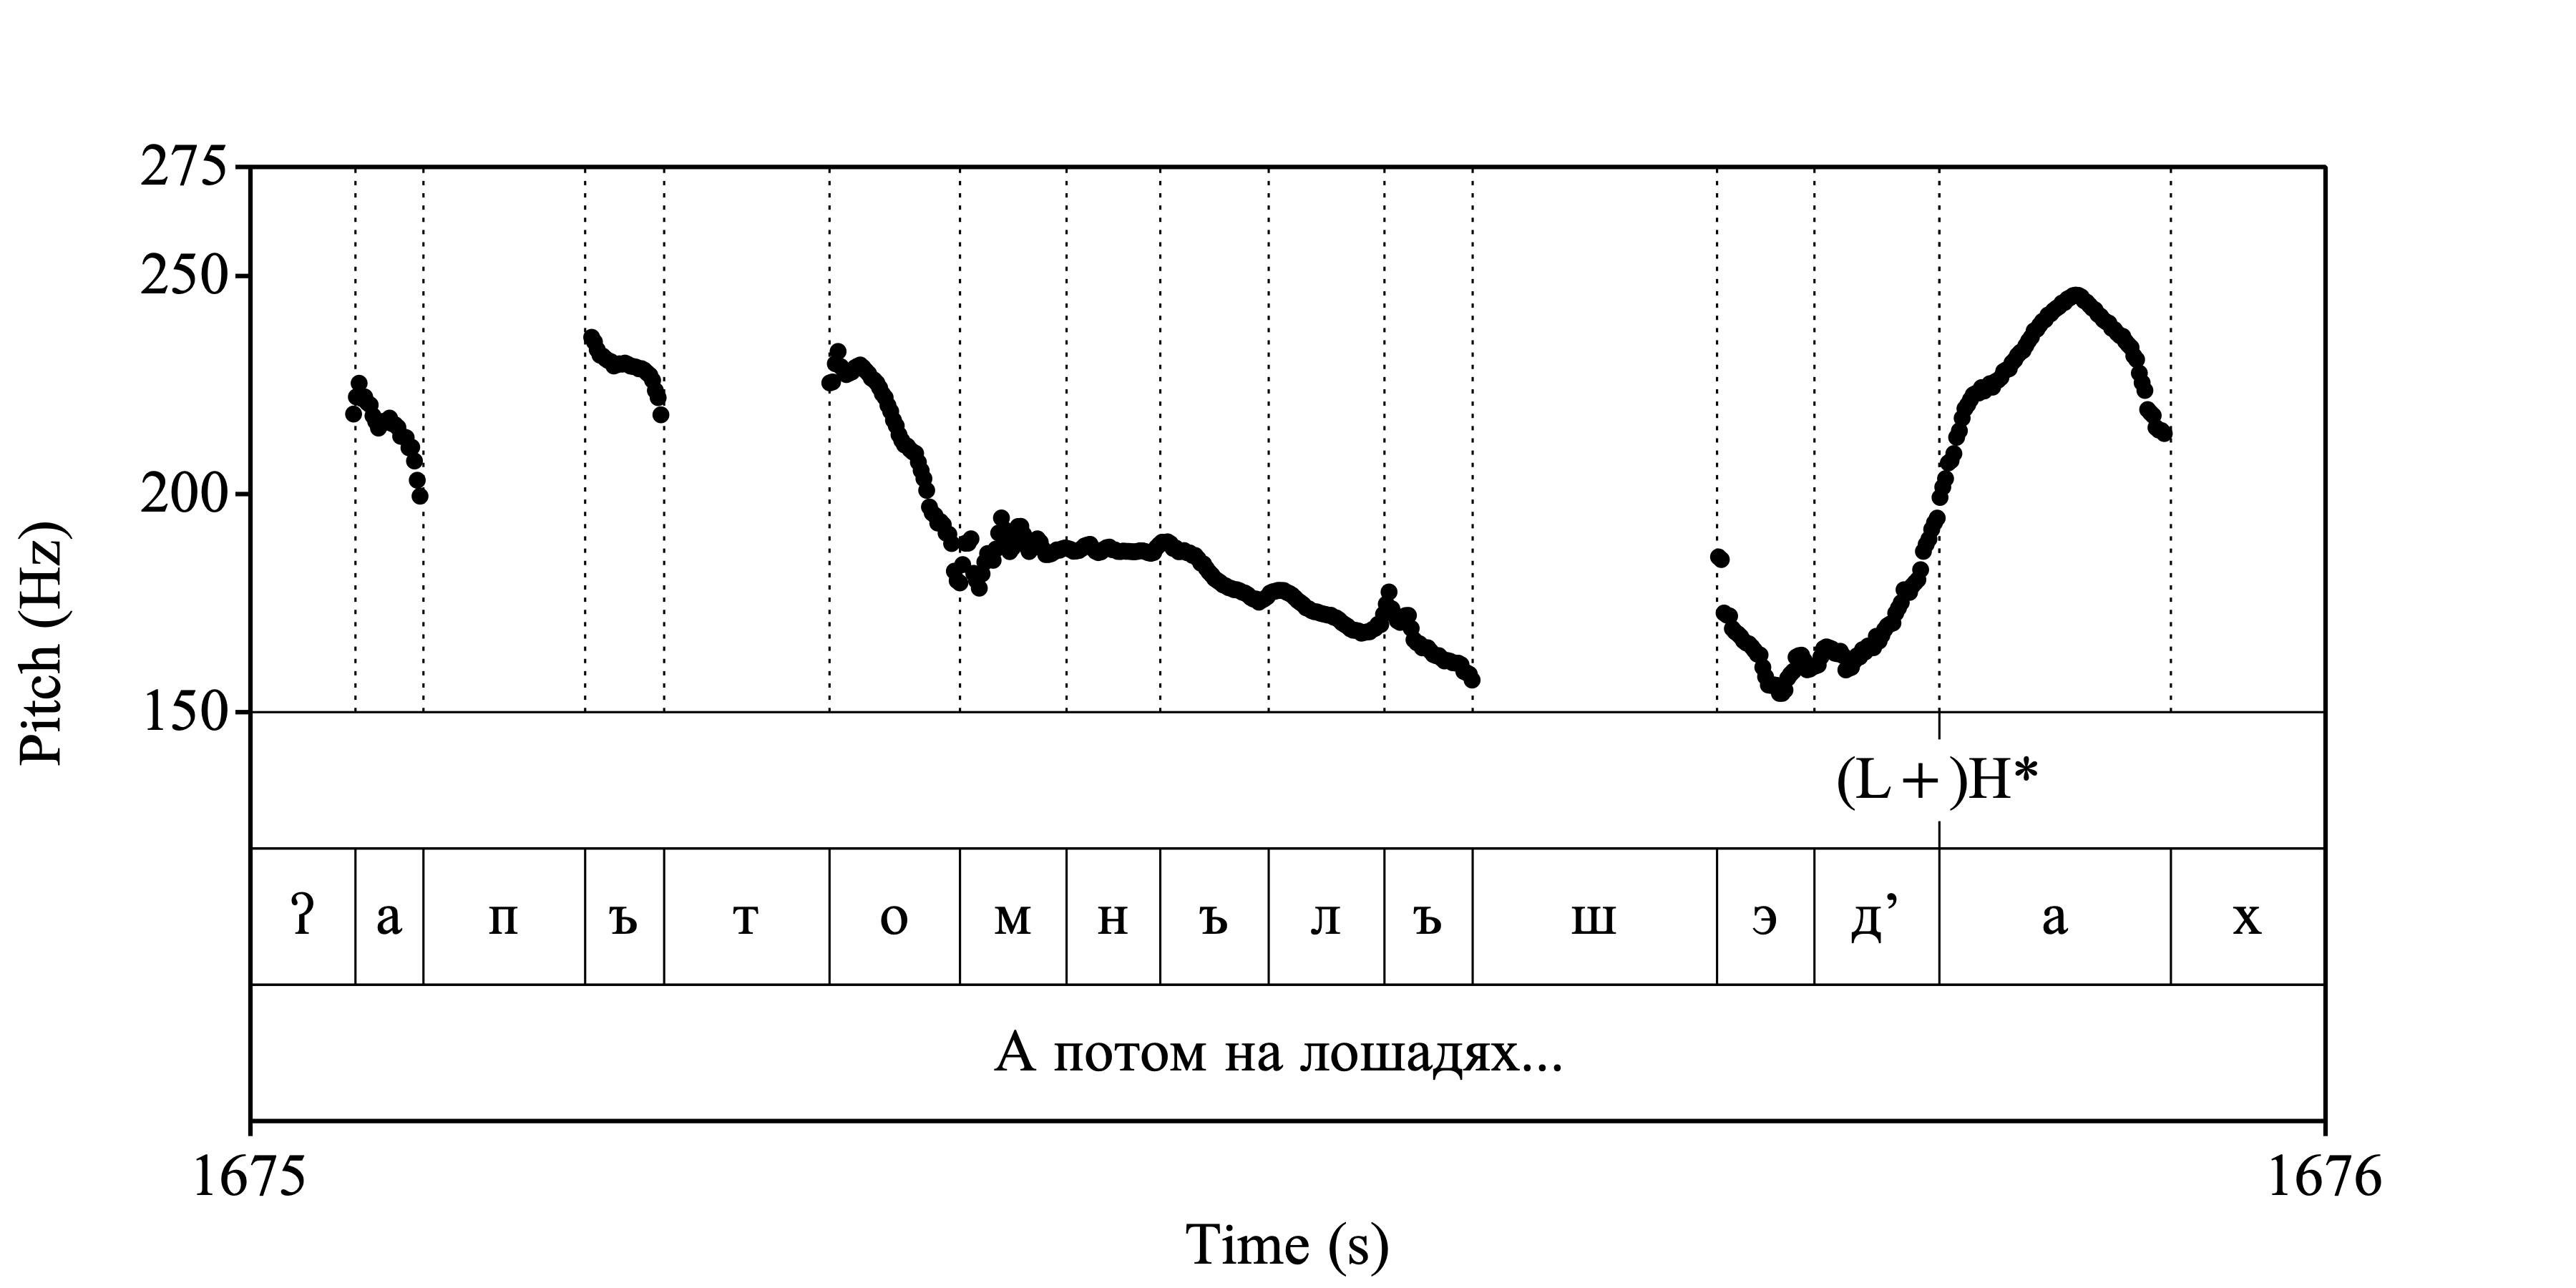 275
250
200
150
Pitch (Hz)
(L+)H*
ʔ а п ъ т о м н ъ л ъ ш э д’ а х
А потом на лошадях...
1675 1676
Time (s)